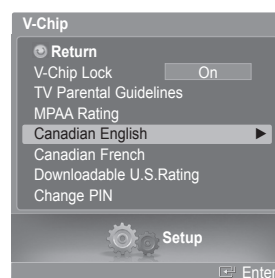 V-Chip
Return
V-Chip Lock On
TV Parental Guidelines
MPAA Rating
Canadian English
Canadian French
Downloadable U.S.Rating
Change PIN
Setup
Enter